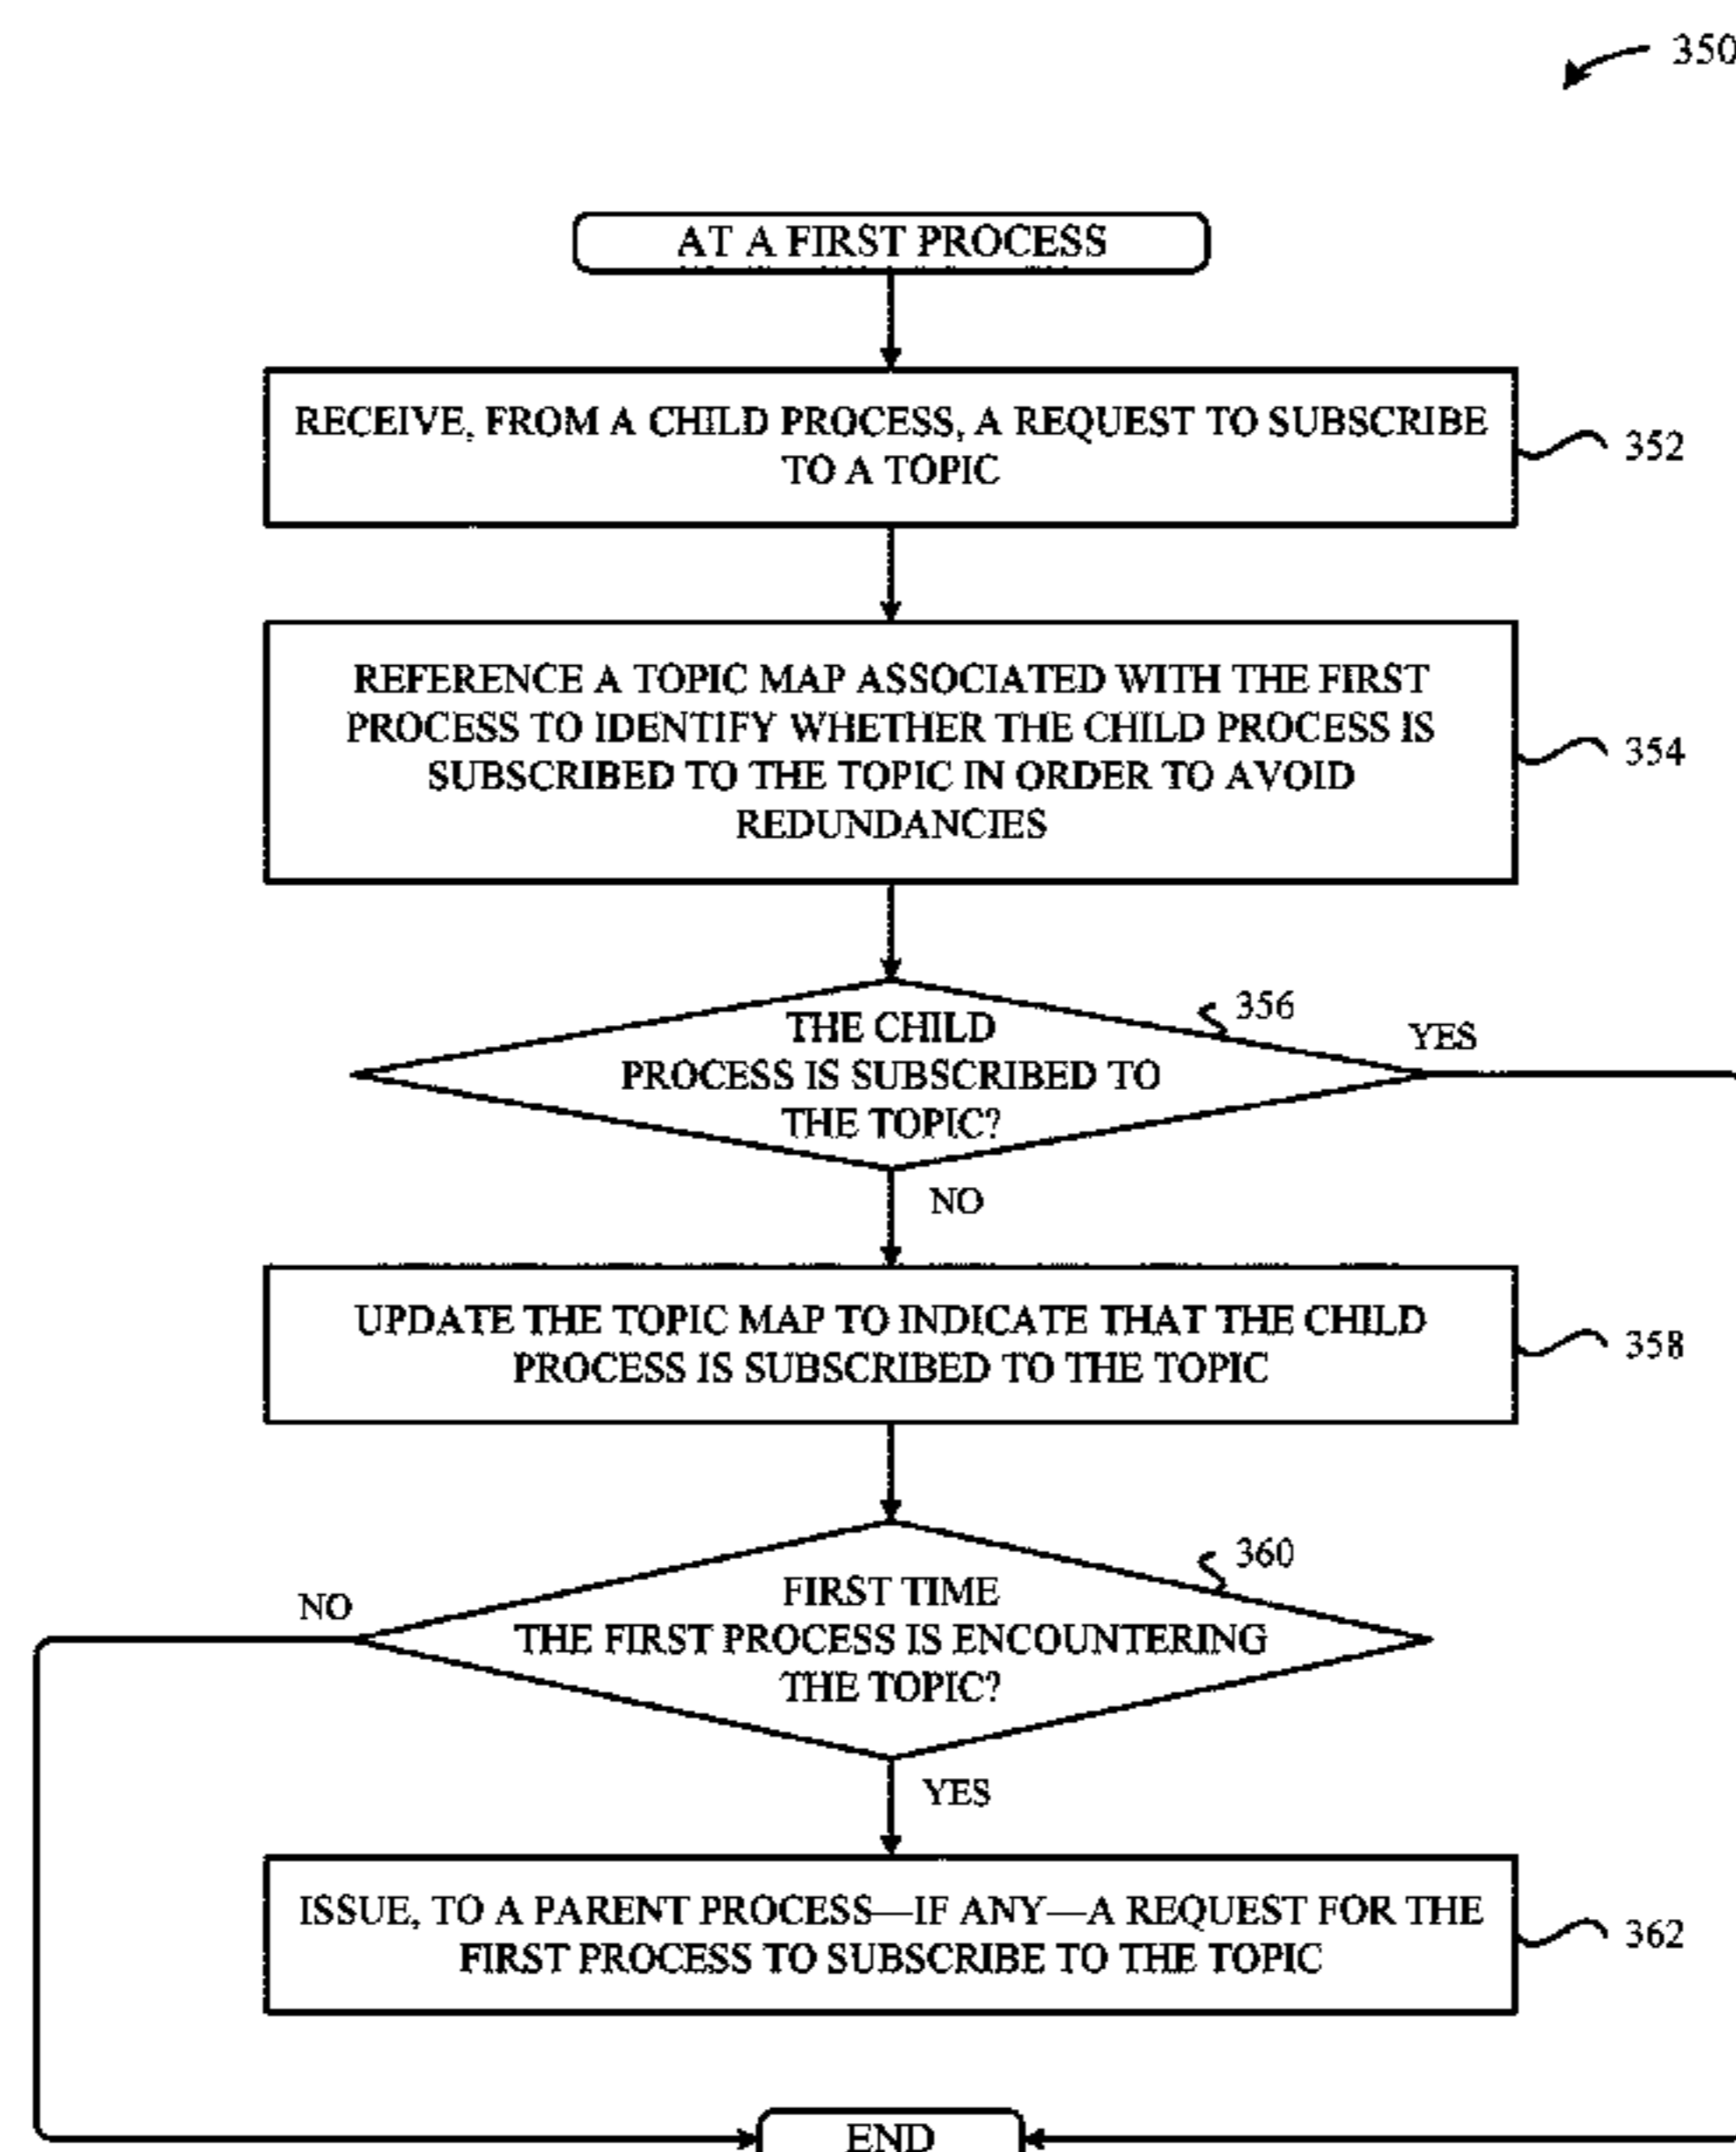 350
AT A FIRST PROCESS
RECEIVE, FROM A CHILD PROCESS, A REQUEST TO SUBSCRIBE
TO A TOPIC
352
REFERENCE A TOPIC MAP ASSOCIATED WITH THE FIRST
PROCESS TO IDENTIFY WHETHER THE CHILD PROCESS IS
SUBSCRIBED TO THE TOPIC IN ORDER TO AVOID
REDUNDANCIES
354
356
THE CHILD
PROCESS IS SUBSCRIBED TO
THE TOPIC?
YES
NO
UPDATE THE TOPIC MAP TO INDICATE THAT THE CHILD
PROCESS IS SUBSCRIBED TO THE TOPIC
358
360
FIRST TIME
THE FIRST PROCESS IS ENCOUNTERING
THE TOPIC?
NO
YES
ISSUE, TO A PARENT PROCESS—IF ANY—A REQUEST FOR THE
FIRST PROCESS TO SUBSCRIBE TO THE TOPIC
362
END